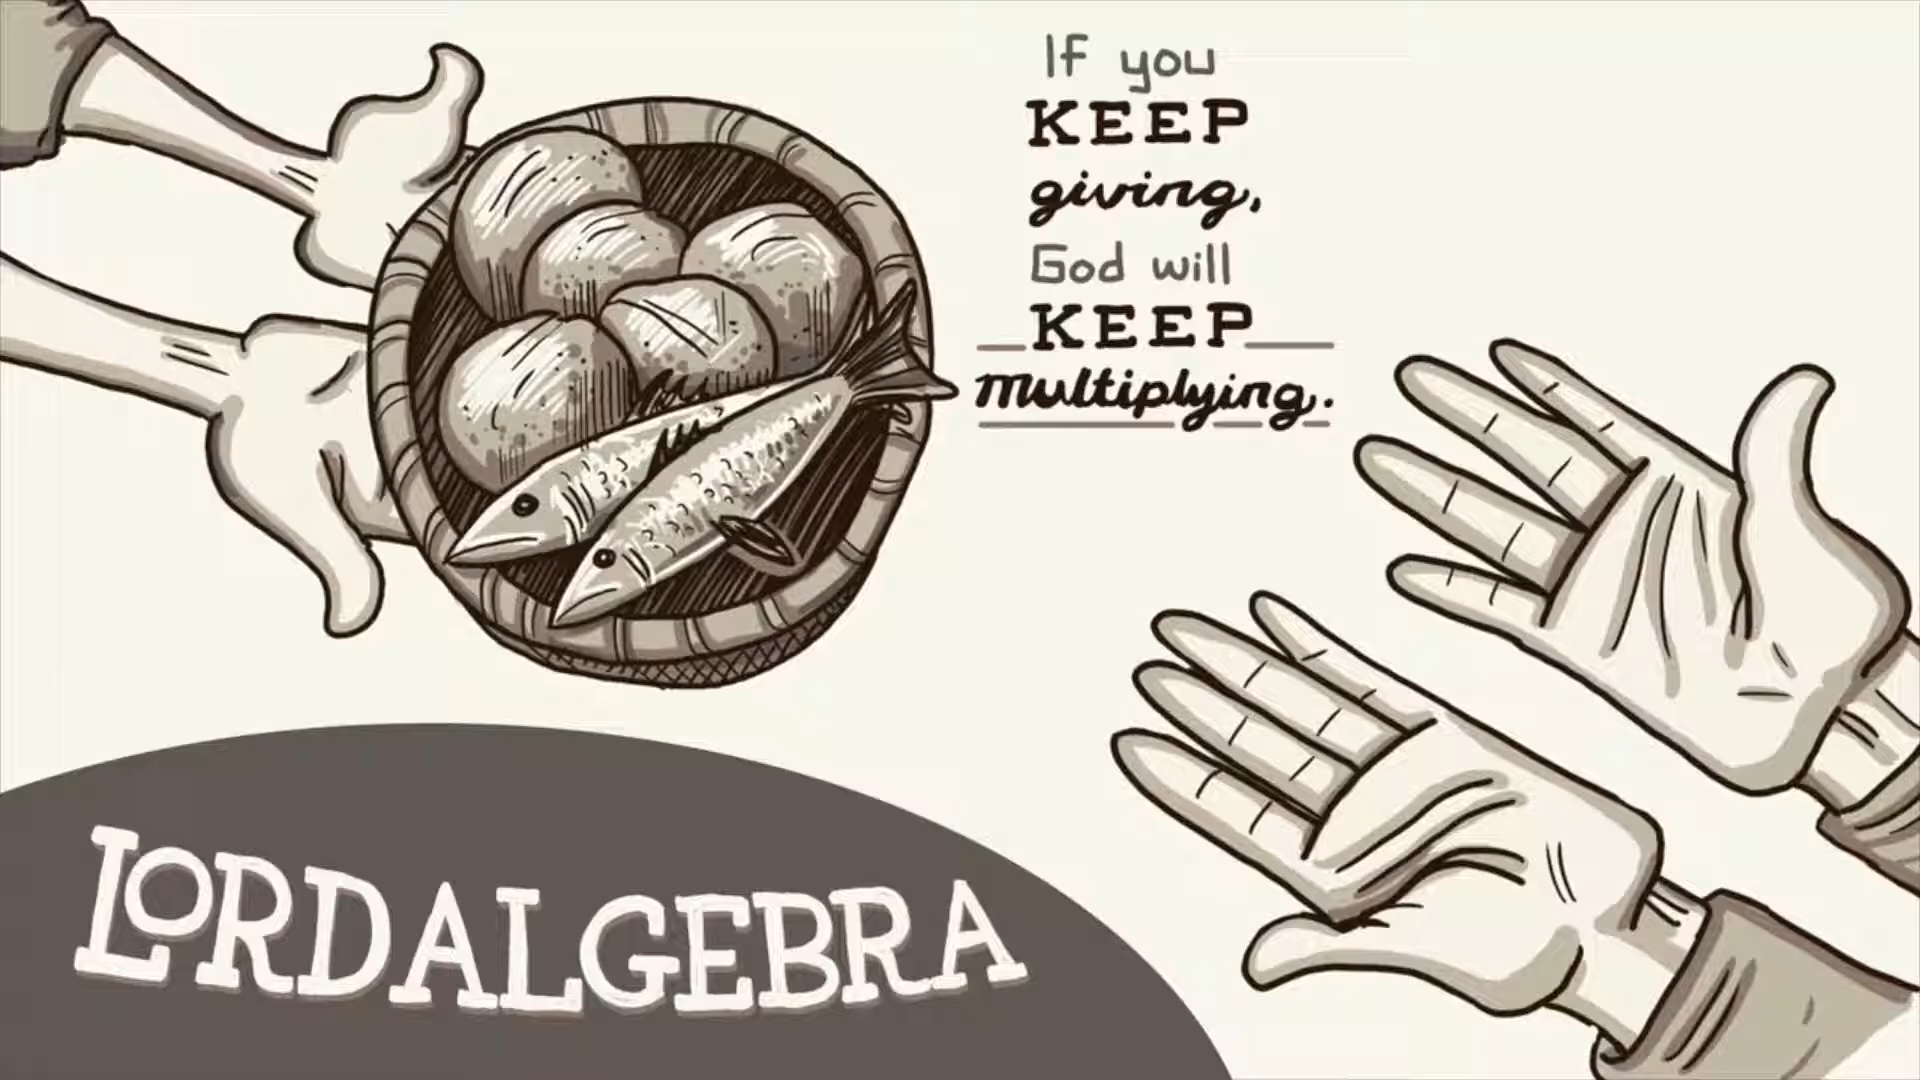 If you
KEEP
giving,
God will
KEEP
multiplying.
LORDALGEBRA